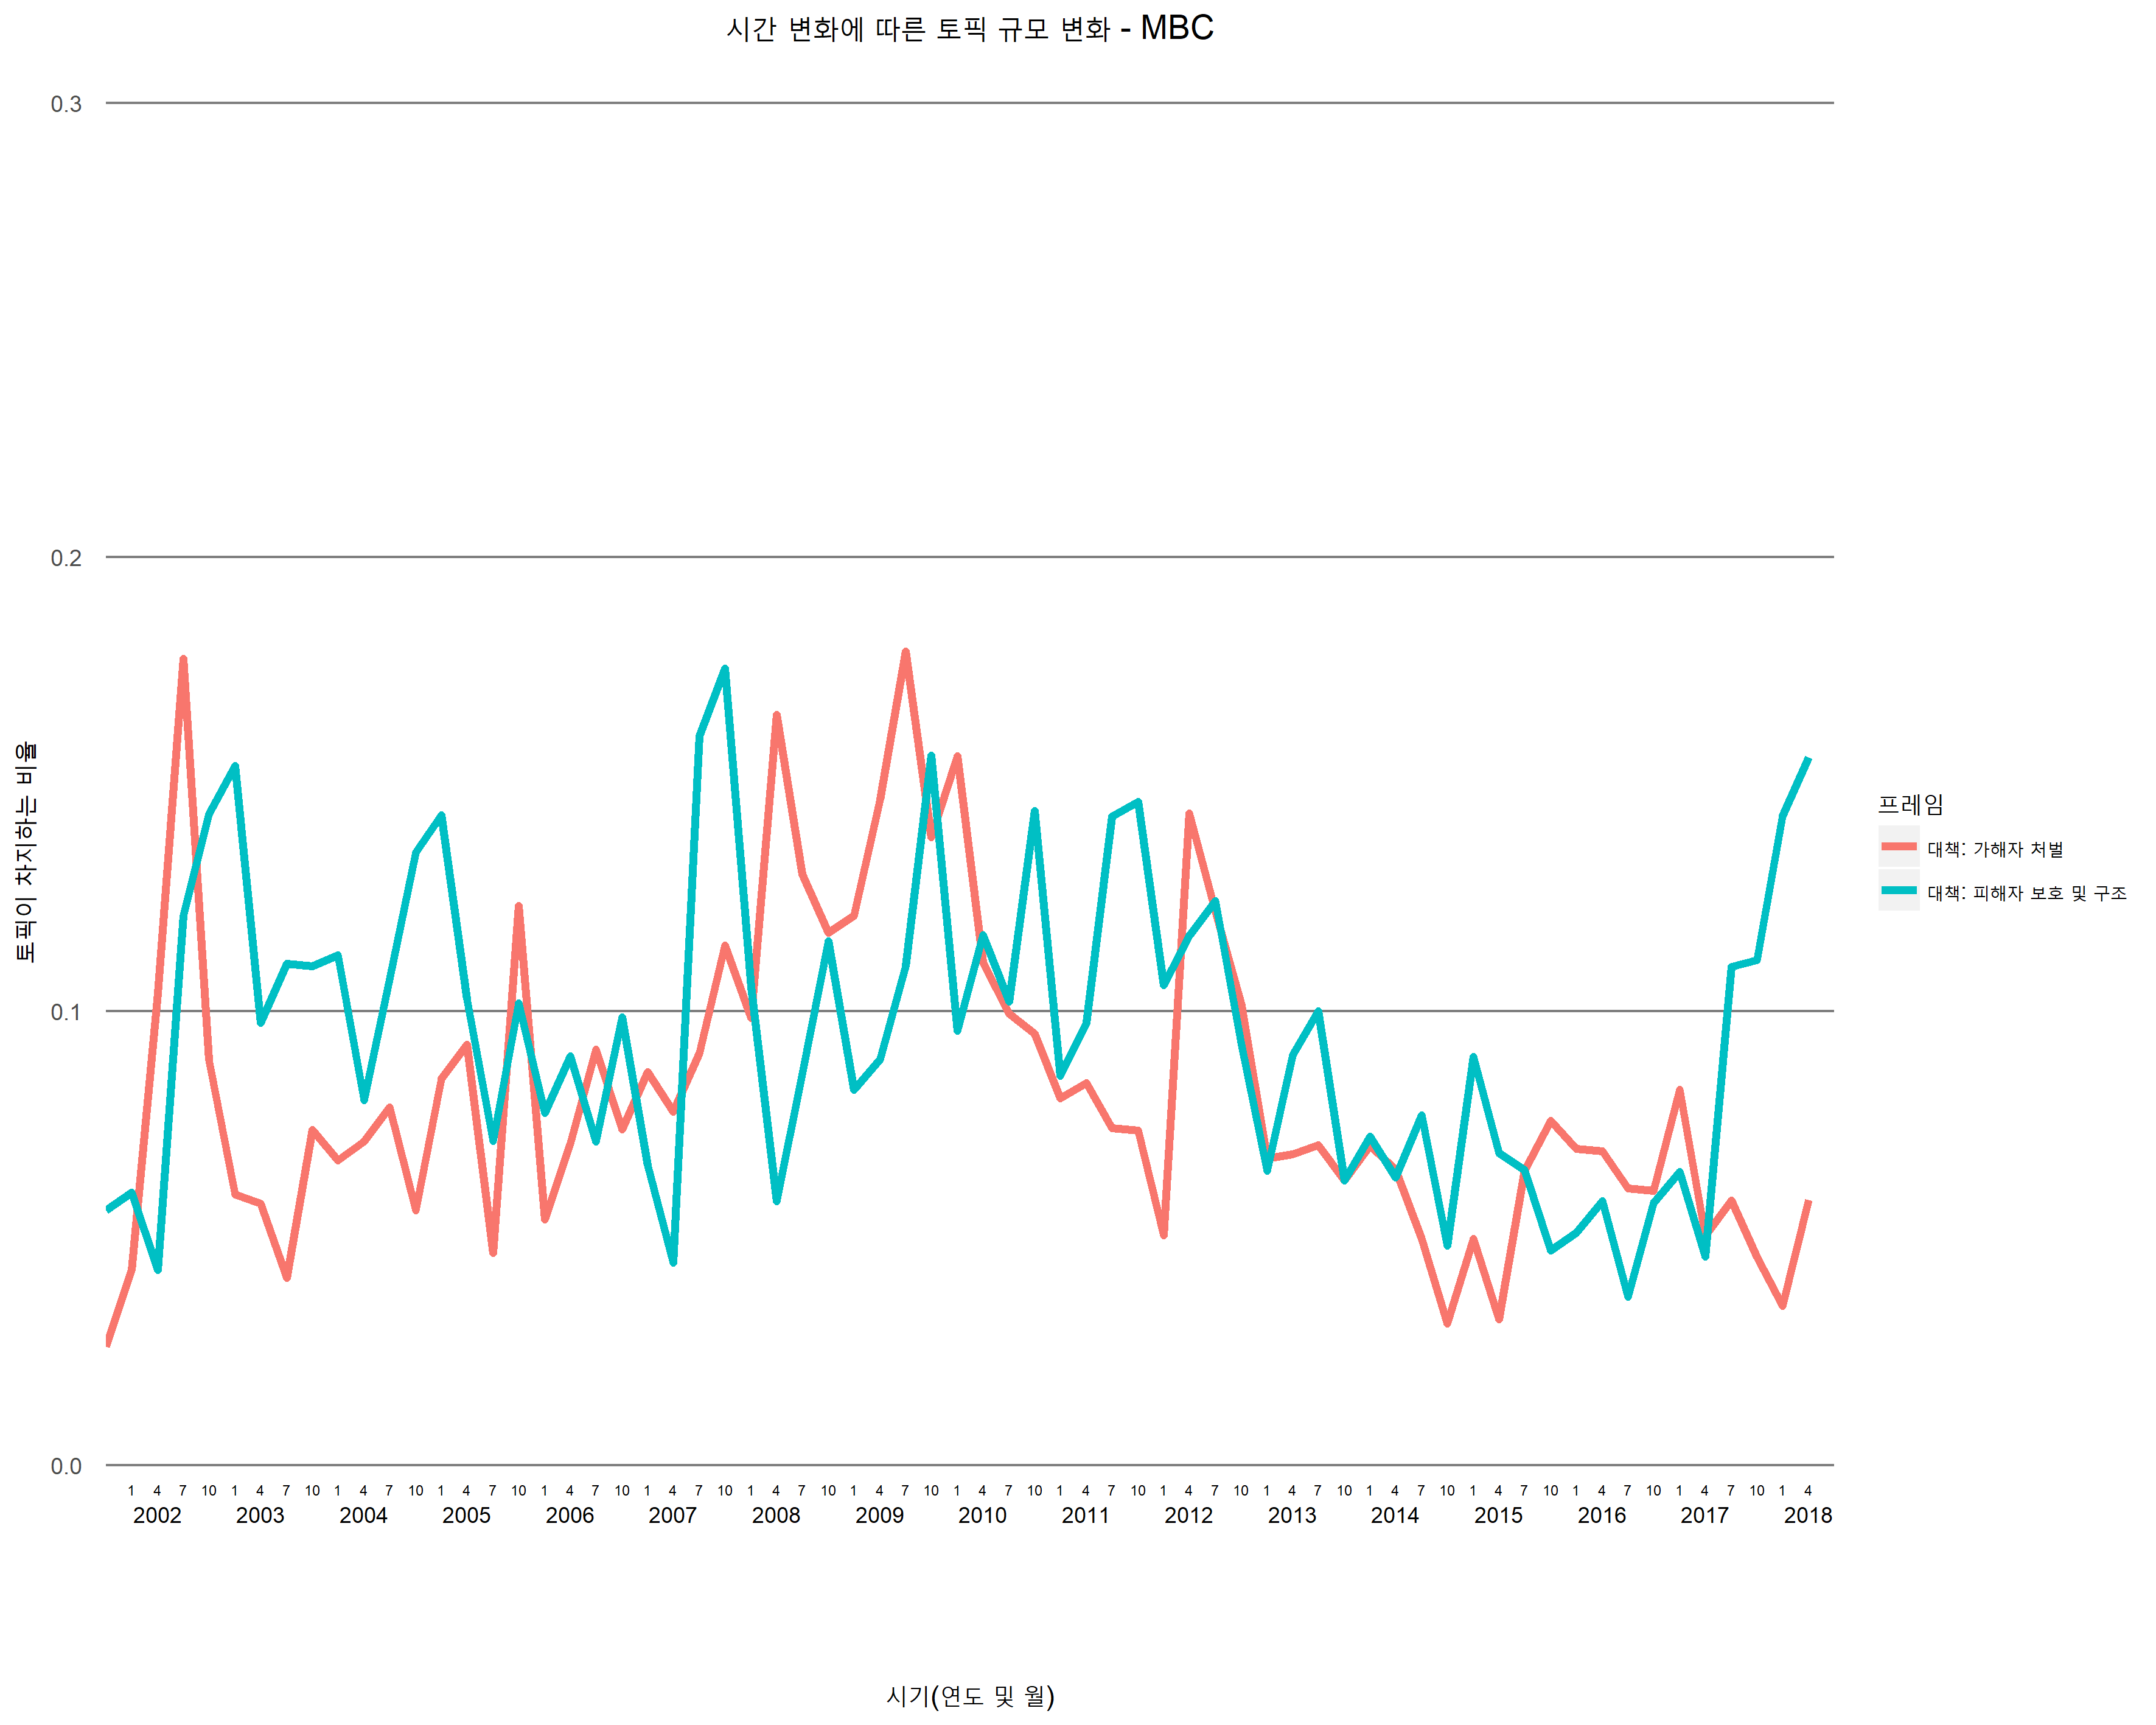 시간 변화에 따른 토픽 규모 변화 - MBC
토픽이 차지하는 비율
0.3
0.2
0.1
0.0
1 4 7 10 1 4 7 10 1 4 7 10 1 4 7 10 1 4 7 10 1 4 7 10 1 4 7 10 1 4 7 10 1 4 7 10 1 4 7 10 1 4 7 10 1 4 7 10 1 4 7 10 1 4 7 10 1 4 7 10 1 4 7 10 1 4
2002 2003 2004 2005 2006 2007 2008 2009 2010 2011 2012 2013 2014 2015 2016 2017 2018
시기(연도 및 월)
프레임
대책: 가해자 처벌
대책: 피해자 보호 및 구조